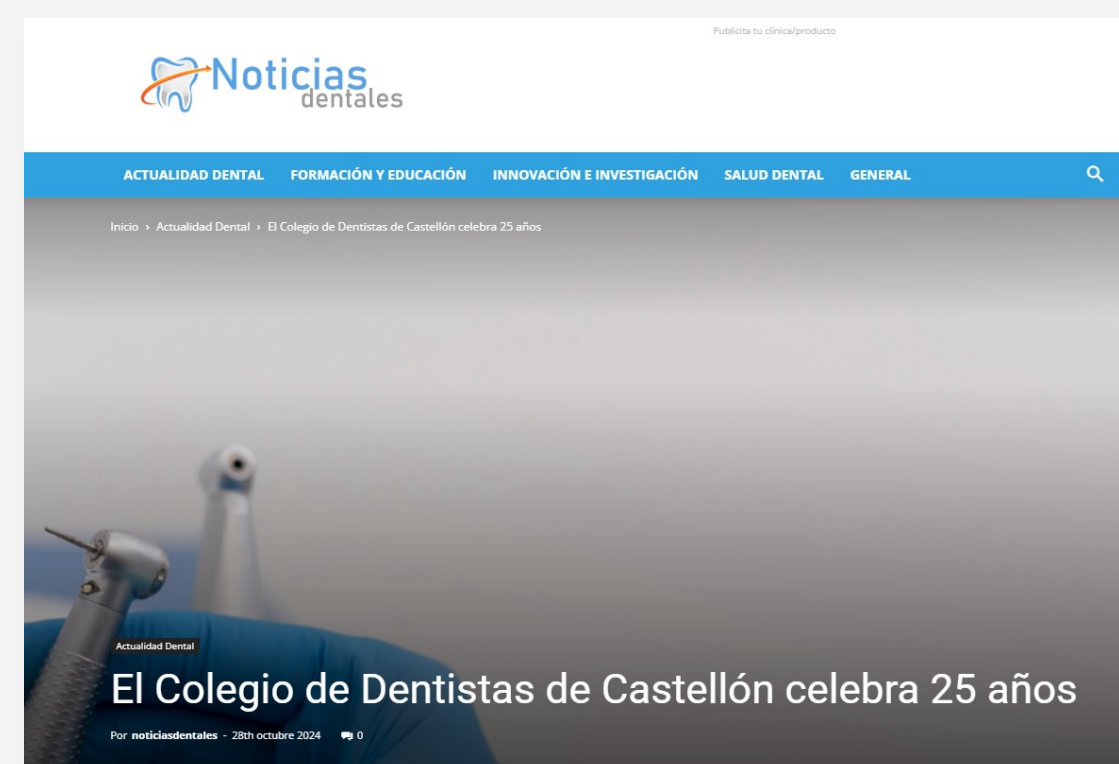 Publicita tu clínica/producto
Noticias
dentales
ACTUALIDAD DENTAL FORMACIÓN Y EDUCACIÓN INNOVACIÓN E INVESTIGACIÓN SALUD DENTAL GENERAL
Inicio › Actualidad Dental › El Colegio de Dentistas de Castellón celebra 25 años
Actualidad Dental
El Colegio de Dentistas de Castellón celebra 25 años
Por noticiasdentales - 28th octubre 2024 0